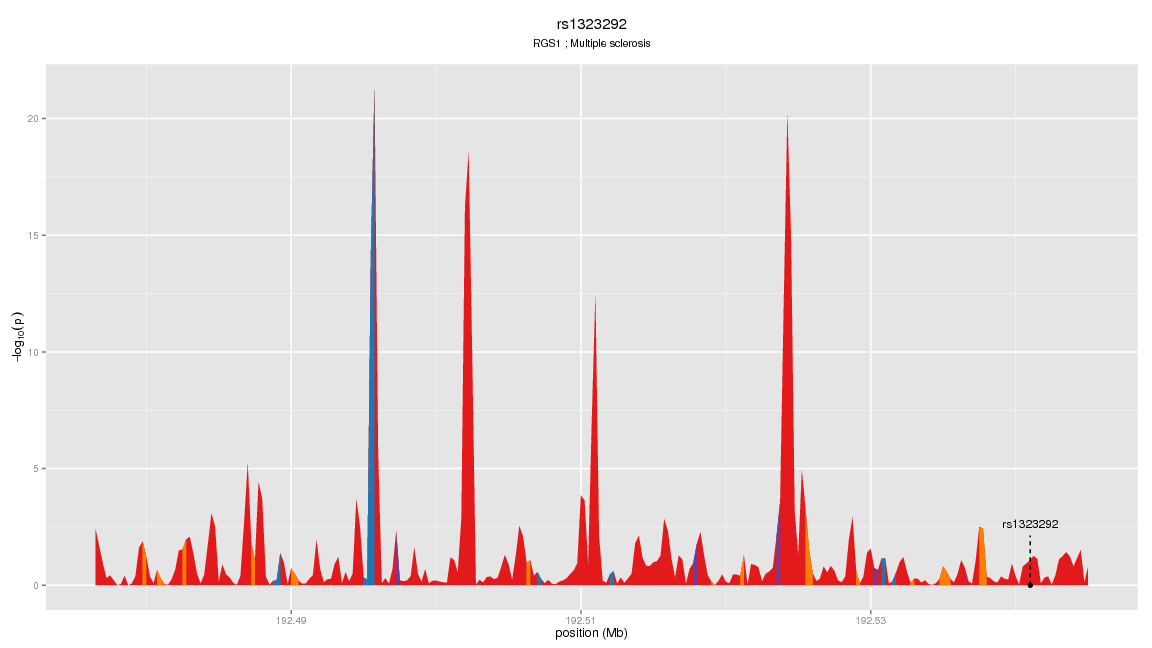 rs1323292
RGS1 ; Multiple sclerosis
20
15
10
5
0
−log10(p)
rs1323292
192.49
192.51
192.53
position (Mb)